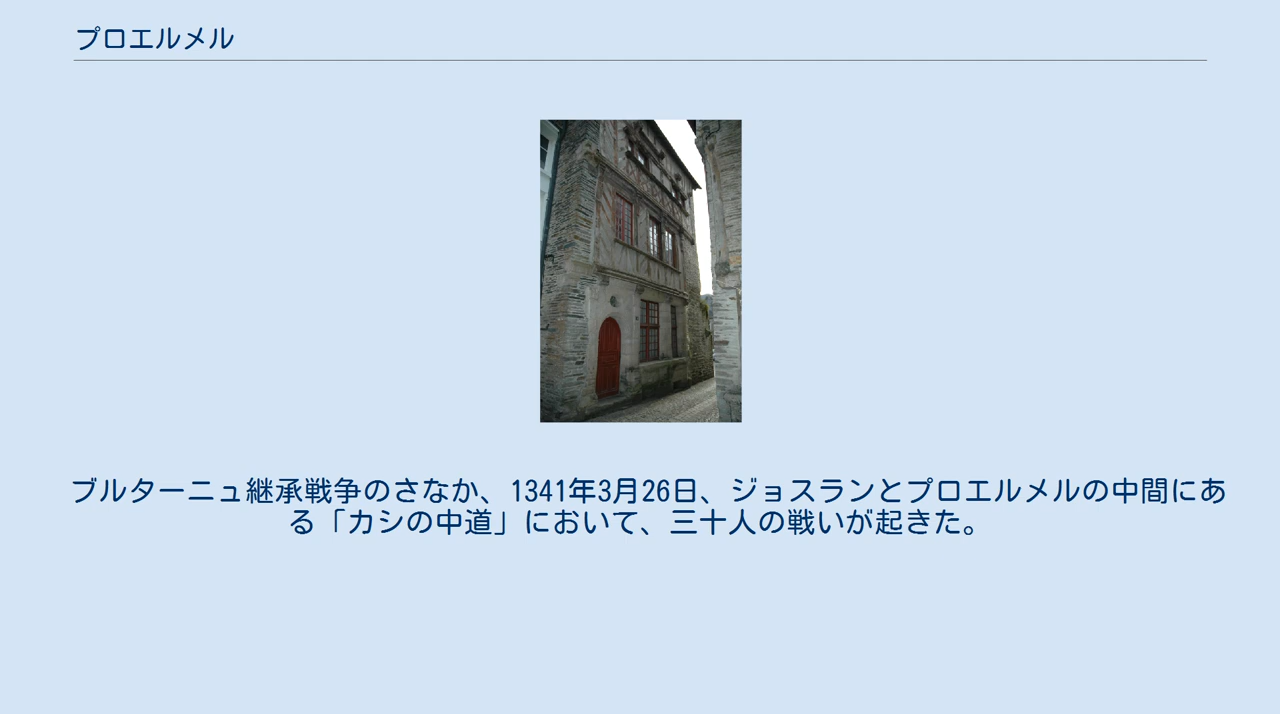 プロエルメル
ブルターニュ継承戦争のさなか、1341年3月26日、ジョスランとプロエルメルの中間にあ
る「カシの中道」において、三十人の戦いが起きた。